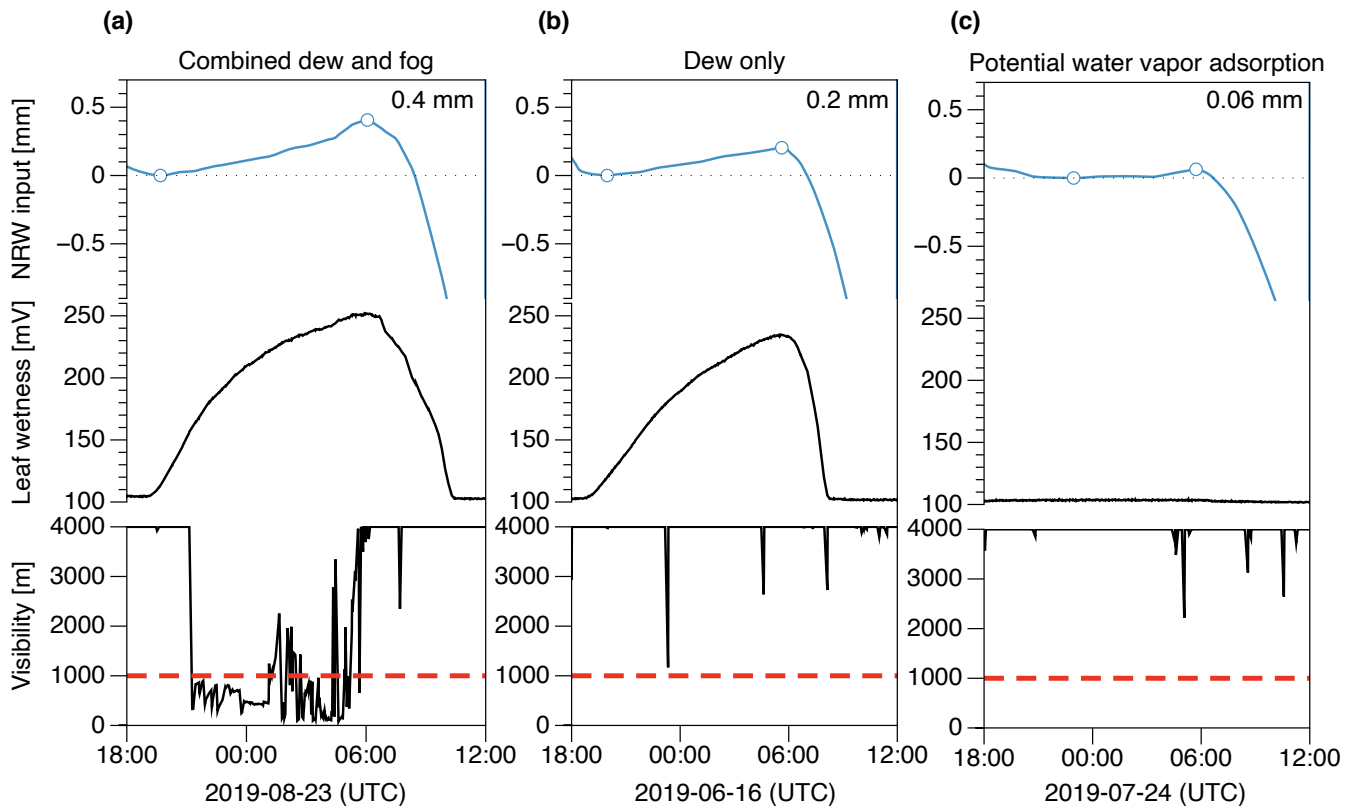 (a)
(b)
(c)
Combined dew and fog
Dew only
Potential water vapor adsorption
NRW input [mm]
0.5
0
−0.5
0.4 mm
0.5
0
−0.5
0.2 mm
0.5
0
−0.5
0.06 mm
Leaf wetness [mV]
250
200
150
100
250
200
150
100
250
200
150
100
Visibility [m]
4000
3000
2000
1000
0
4000
3000
2000
1000
0
4000
3000
2000
1000
0
18:00 00:00 06:00 12:00
18:00 00:00 06:00 12:00
18:00 00:00 06:00 12:00
2019-08-23 (UTC)
2019-06-16 (UTC)
2019-07-24 (UTC)